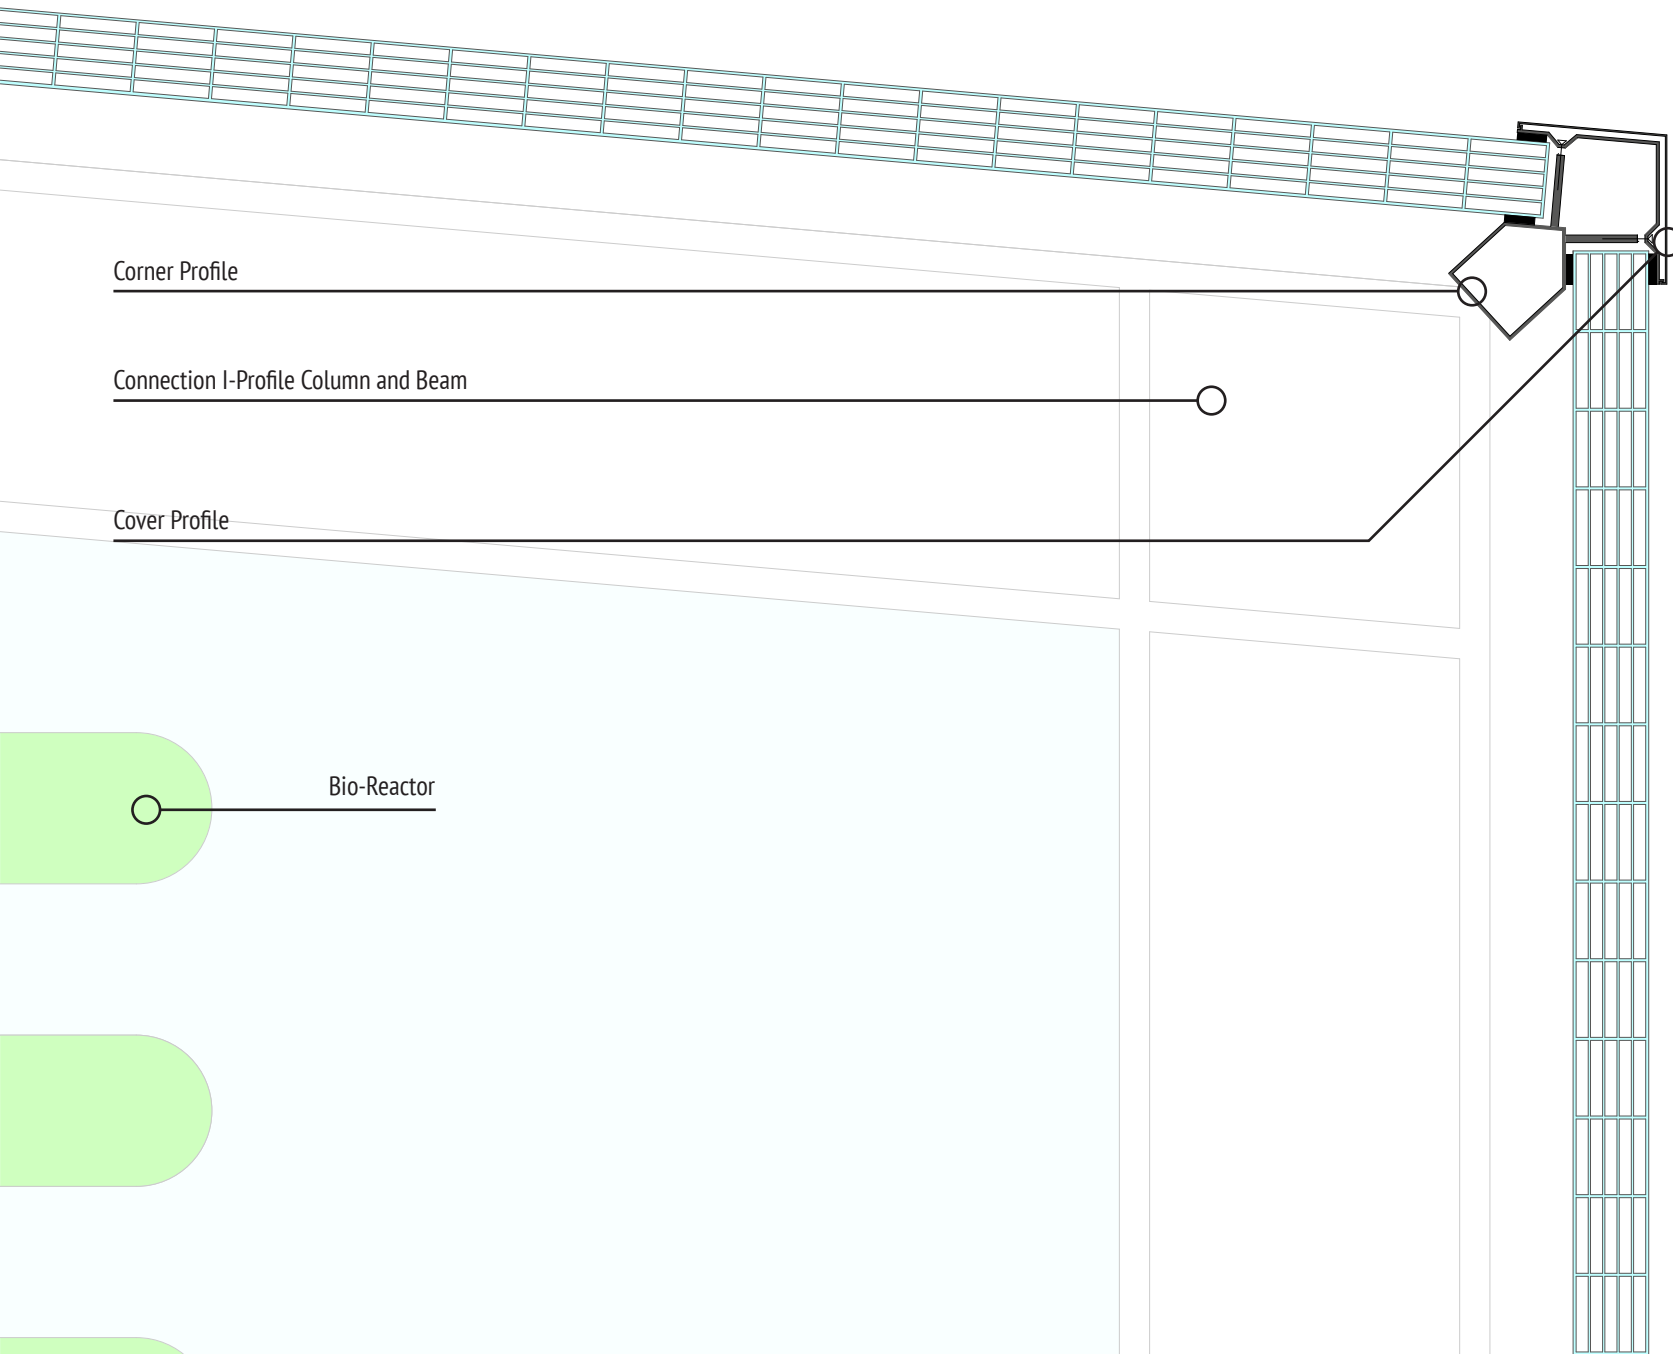 Corner Profile
Connection I-Profile Column and Beam
Cover Profile
Bio-Reactor